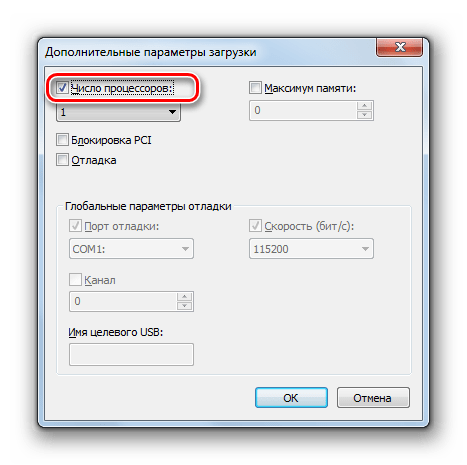 Дополнительные параметры загрузки
Число процессоров:
Максимум памяти:
1
0
Блокировка PCI
Отладка
Глобальные параметры отладки
Порт отладки:
Скорость (бит/с):
COM1:
115200
Канал
0
Имя целевого USB:
OK
Отмена